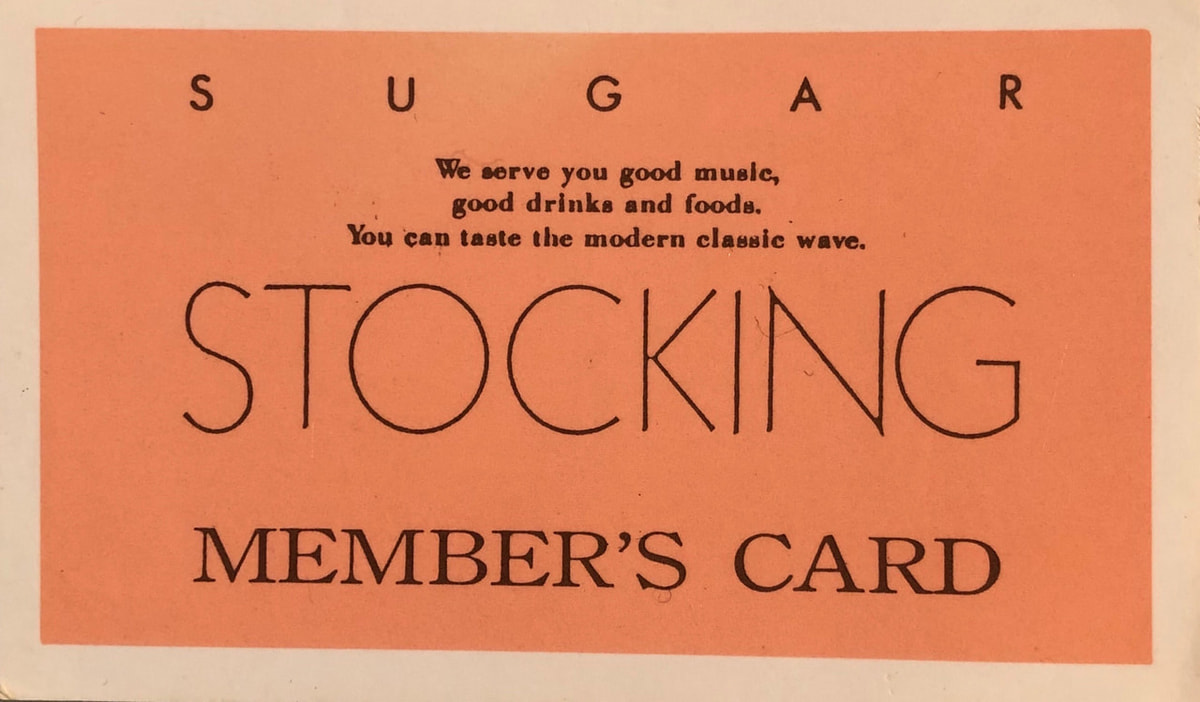 SUGAR
We serve you good music,
good drinks and foods.
You can taste the modern classic wave.
STOCKING
MEMBER'S CARD